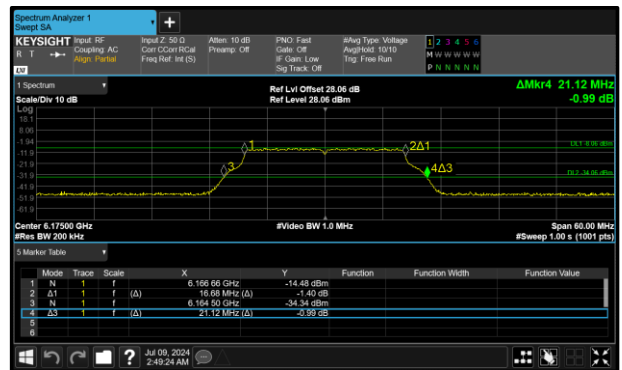 Spectrum Analyzer 1
Swept SA
+
KEYSIGHT Input: RF Input Z: 50 Ω Atten: 10 dB PNO: Fast #Avg Type: Voltage 1 2 3 4 5 6
R T Coupling: AC Corr CCorr RCal Preamp: Off Gate: Off Avg|Hold: 10/10 M W W W W W
Align: Partial Freq Ref: Int (S) IF Gain: Low Trig: Free Run
Sig Track: Off P N N N N N
LXI
1 Spectrum Ref Lvl Offset 28.06 dB ΔMkr4 21.12 MHz
Scale/Div 10 dB Ref Level 28.06 dBm -0.99 dB
Log
18.1
8.06
-1.94
-11.9
-21.9
-31.9
-41.9
-51.9
-61.9
1
2Δ1
3
4Δ3
DL1 -8.06 dBm
DL2 -34.06 dBm
Center 6.17500 GHz #Video BW 1.0 MHz Span 60.00 MHz
#Res BW 200 kHz #Sweep 1.00 s (1001 pts)
5 Marker Table
Mode Trace Scale X Y Function Function Width Function Value
1 N 1 f 6.166 66 GHz -14.48 dBm
2 Δ1 1 f (Δ) 16.68 MHz (Δ) -1.40 dB
3 N 1 f 6.164 50 GHz -34.34 dBm
4 Δ3 1 f (Δ) 21.12 MHz (Δ) -0.99 dB
5
6
? Jul 09, 2024
2:49:24 AM